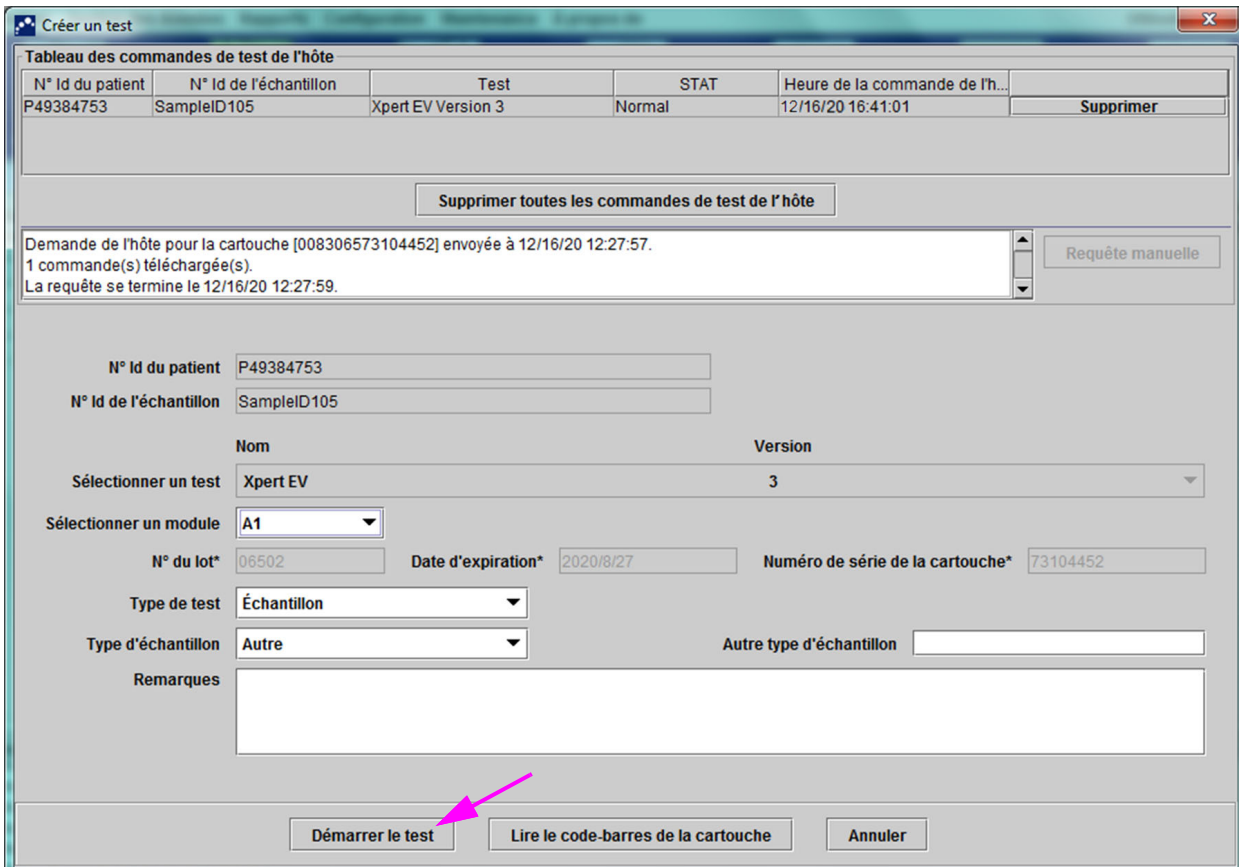 Rapports Configuration Maintenance À propos de
Créer un test
Tableau des commandes de test de l'hôte
N° Id du patient N° Id de l'échantillon Test STAT Heure de la commande de l'h...
P49384753 SampleID105 Xpert EV Version 3 Normal 12/16/20 16:41:01 Supprimer
Supprimer toutes les commandes de test de l'hôte
Demande de l'hôte pour la cartouche [008306573104452] envoyée à 12/16/20 12:27:57.
1 commande(s) téléchargée(s).
La requête se termine le 12/16/20 12:27:59.
Requête manuelle
N° Id du patient P49384753
N° Id de l'échantillon SampleID105
Nom Version
Sélectionner un test Xpert EV 3
Sélectionner un module A1
N° du lot* 06502 Date d'expiration* 2020/8/27 Numéro de série de la cartouche* 73104452
Type de test Échantillon
Type d'échantillon Autre Autre type d'échantillon
Remarques
Démarrer le test Lire le code-barres de la cartouche Annuler